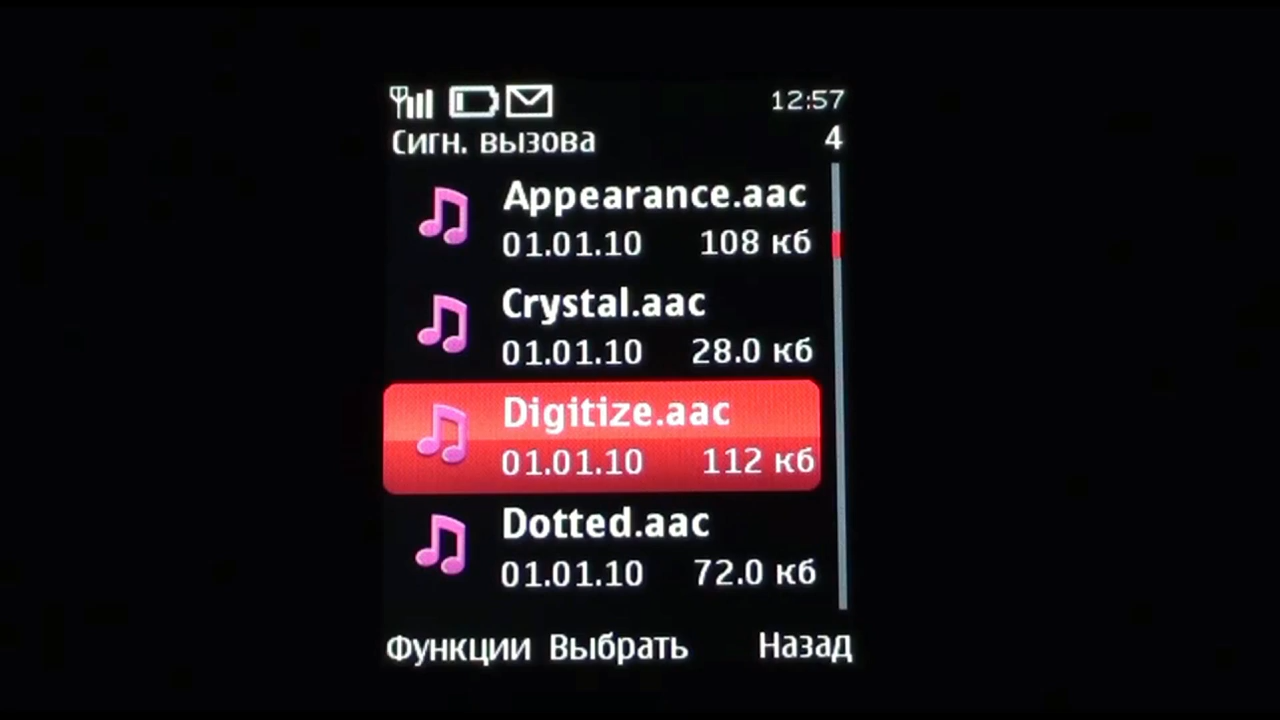 12:57
Сигн. вызова 4
Appearance.aac
01.01.10 108 кб
Crystal.aac
01.01.10 28.0 кб
Digitize.aac
01.01.10 112 кб
Dotted.aac
01.01.10 72.0 кб
Функции Выбрать Назад